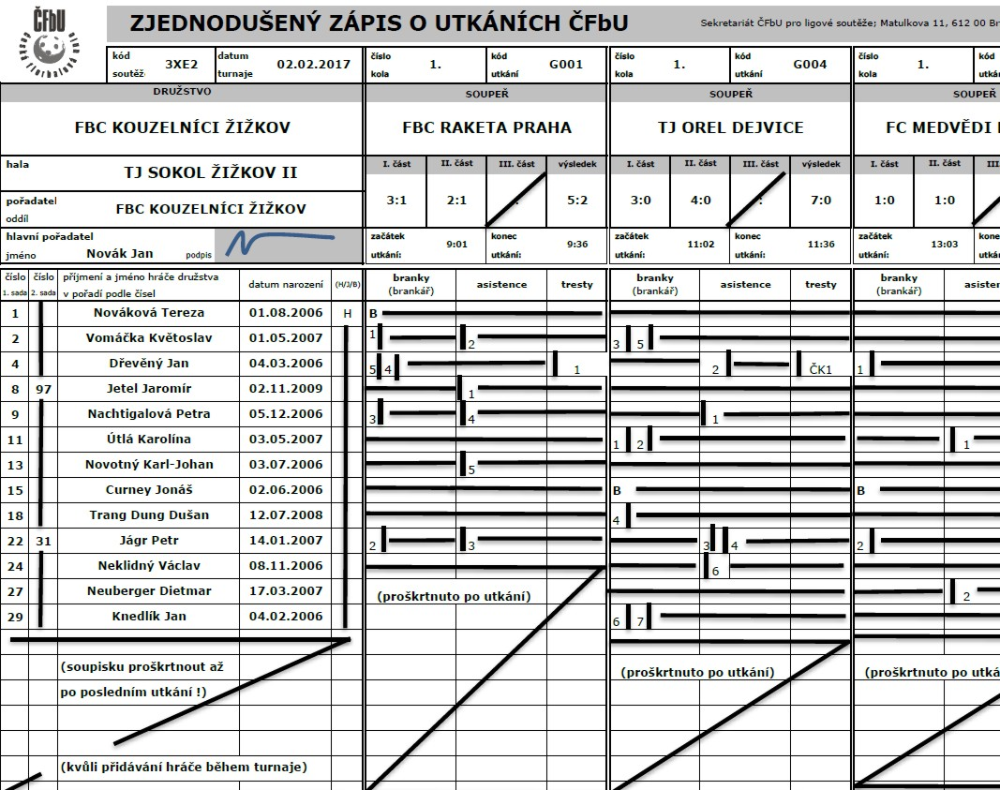 ČFbU
florbal
ZJEDNODUŠENÝ ZÁPIS O UTKÁNÍCH ČFbU
Sekretariát ČFbU pro ligové soutěže; Matulkova 11, 612 00 Br
kód soutěž 3XE2 datum turnaje 02.02.2017 číslo kola 1. kód utkání G001 číslo kola 1. kód utkání G004 číslo kola 1. kód utkán
DRUŽSTVO SOUPEŘ SOUPEŘ SOUPEŘ
FBC KOUZELNÍCI ŽIŽKOV FBC RAKETA PRAHA TJ OREL DEJVICE FC MEDVĚDI
hala TJ SOKOL ŽIŽKOV II I. část II. část III. část výsledek I. část II. část III. část výsledek I. část II. část III.
pořadatel oddíl FBC KOUZELNÍCI ŽIŽKOV 3:1 2:1 5:2 3:0 4:0 : 7:0 1:0 1:0
hlavní pořadatel jméno Novák Jan podpis začátek utkání: 9:01 konec utkání: 9:36 začátek utkání: 11:02 konec utkání: 11:36 začátek utkání: 13:03 kone utká
číslo 1. sada číslo 2. sada příjmení a jméno hráče družstva v pořadí podle čísel datum narození (H/J/B) branky (brankář) asistence tresty branky (brankář) asistence tresty branky (brankář) asisten
1 Nováková Tereza 01.08.2006 H B
2 Vomáčka Květoslav 01.05.2007 1 2 3 5
4 Dřevěný Jan 04.03.2006 5 4 1 2 ČK1 1
8 97 Jetel Jaromír 02.11.2009 1
9 Nachtigalová Petra 05.12.2006 3 4 1
11 Útlá Karolína 03.05.2007 1 2 1
13 Novotný Karl-Johan 03.07.2006 5
15 Curney Jonáš 02.06.2006 B B
18 Trang Dung Dušan 12.07.2008 4
22 31 Jágr Petr 14.01.2007 2 3 3 4 2
24 Neklidný Václav 08.11.2006 6
27 Neuberger Dietmar 17.03.2007 (proškrtnuto po utkání) 2
29 Knedlík Jan 04.02.2006 6 7
(soupisku proškrtnout až (proškrtnuto po utkání) (proškrtnuto po utká
po posledním utkání !)
(kvůli přidávání hráče během turnaje)